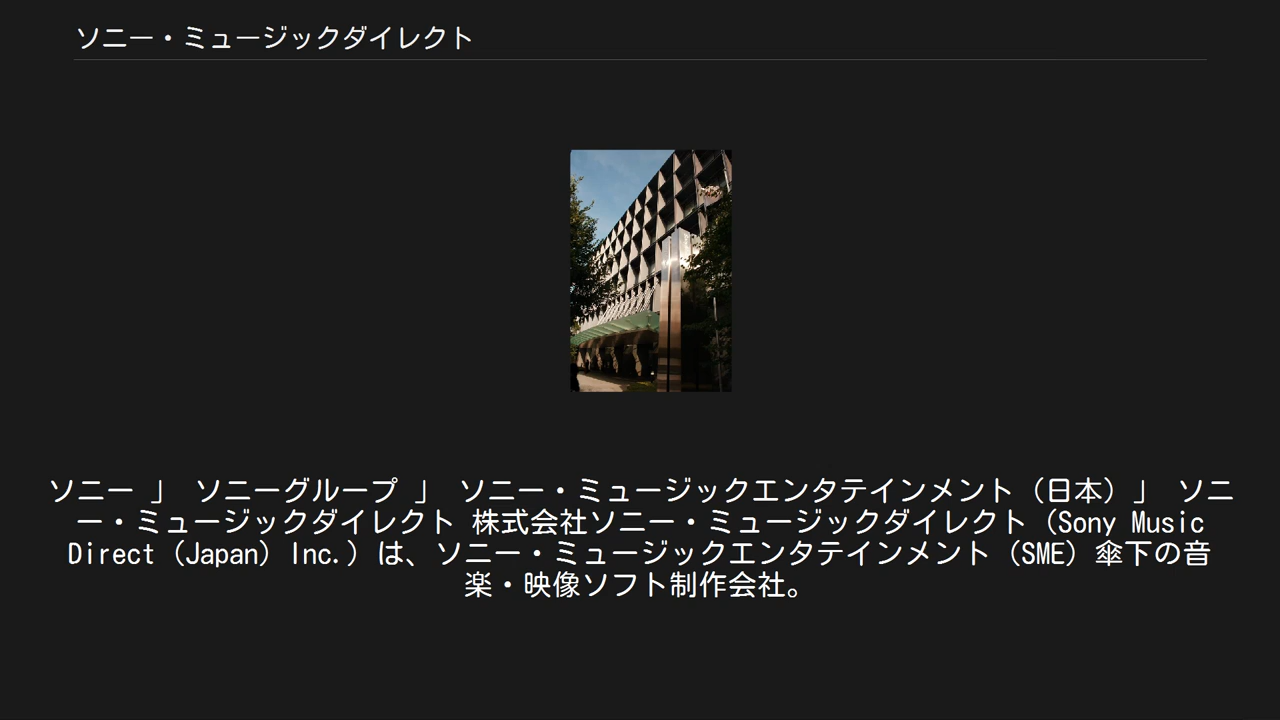 ソニー・ミュージックダイレクト
ソニー 」 ソニーグループ 」 ソニー・ミュージックエンタテインメント（日本）」 ソニ
ー・ミュージックダイレクト 株式会社ソニー・ミュージックダイレクト（Sony Music
Direct（Japan）Inc.）は、ソニー・ミュージックエンタテインメント（SME）傘下の音
楽・映像ソフト制作会社。